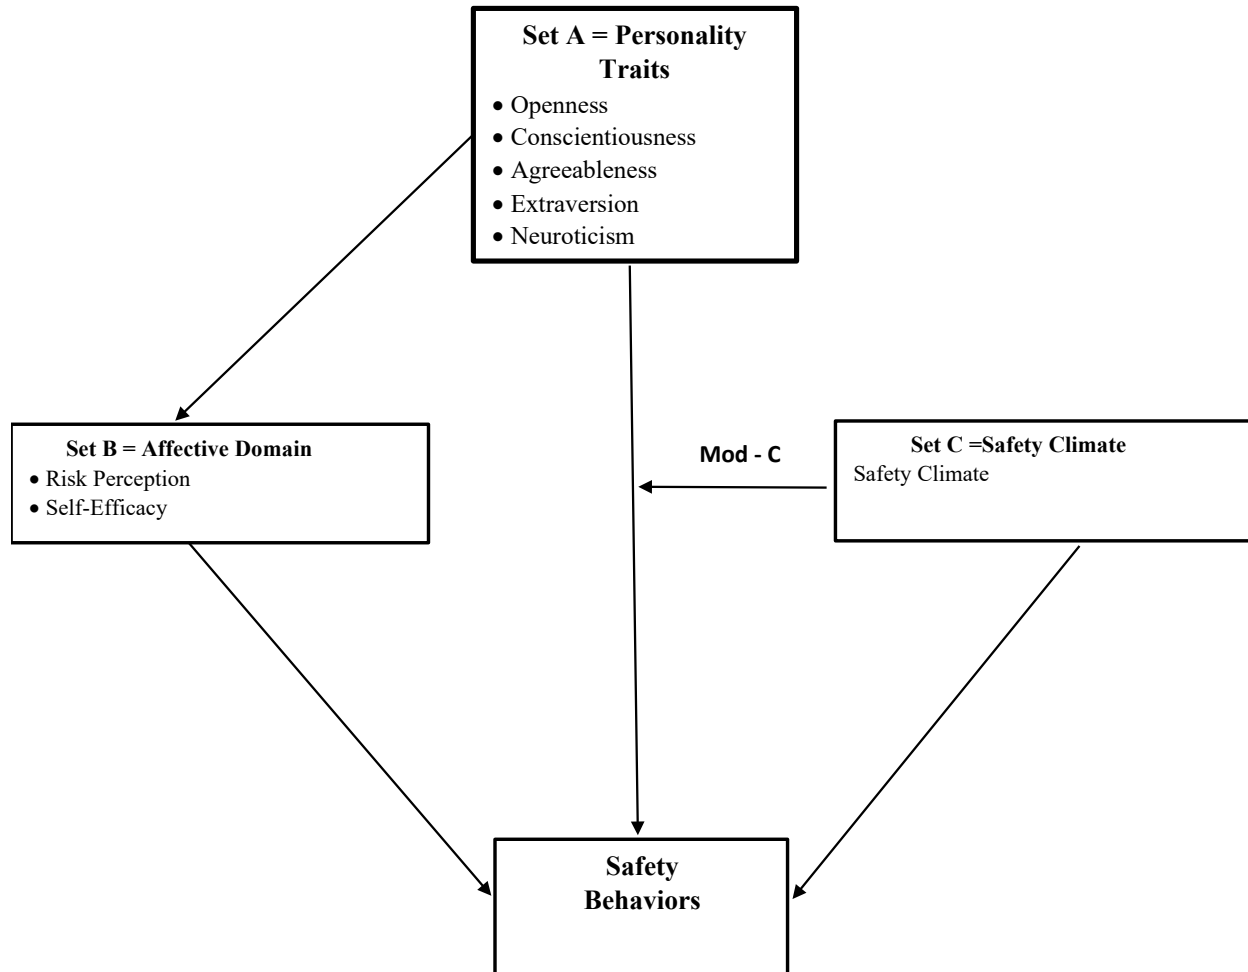 Set A = Personality
Traits
• Openness
• Conscientiousness
• Agreeableness
• Extraversion
• Neuroticism
Set B = Affective Domain
• Risk Perception
• Self-Efficacy
Mod - C
Set C =Safety Climate
Safety Climate
Safety
Behaviors